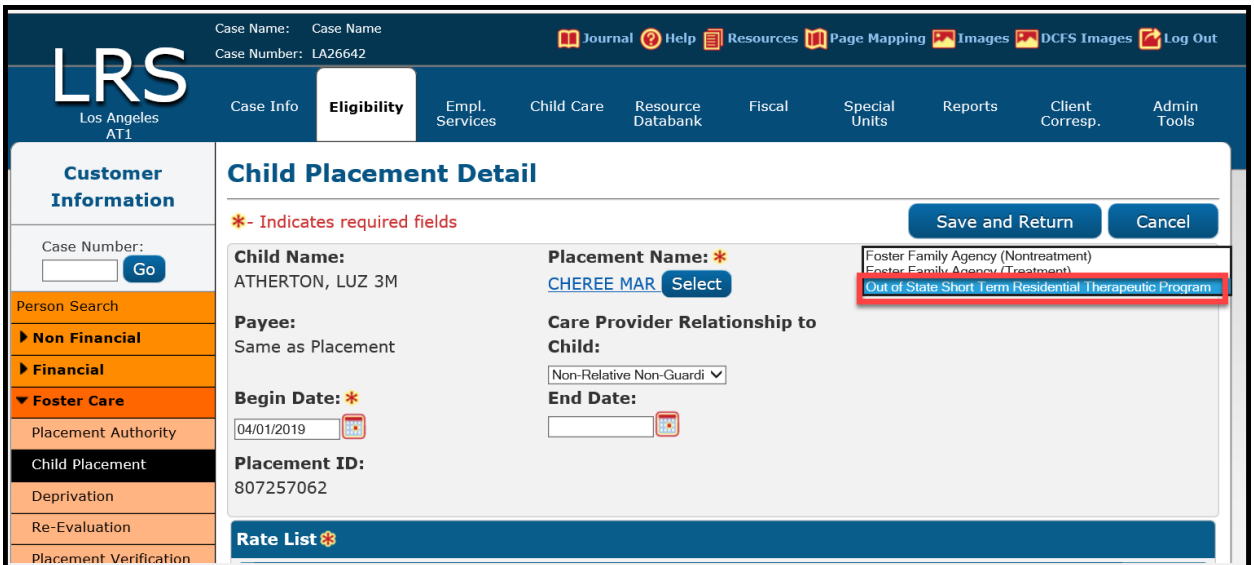 Case Name: Case Name
Case Number: LA26642
Journal Help Resources Page Mapping Images DCFS Images Log Out
LRS
Los Angeles
AT1
Case Info
Eligibility
Empl.
Services
Child Care
Resource
Databank
Fiscal
Special
Units
Reports
Client
Corresp.
Admin
Tools
Customer
Information
Case Number:
Go
Person Search
Non Financial
Financial
Foster Care
Placement Authority
Child Placement
Deprivation
Re-Evaluation
Placement Verification
Child Placement Detail
*- Indicates required fields
Save and Return Cancel
Child Name:
ATHERTON, LUZ 3M
Placement Name: *
CHEREE MAR Select
Foster Family Agency (Nontreatment)
Foster Family Agency (Treatment)
Out of State Short Term Residential Therapeutic Program
Payee:
Same as Placement
Care Provider Relationship to
Child:
Non-Relative Non-Guardi
Begin Date: *
04/01/2019
End Date:
Placement ID:
807257062
Rate List *